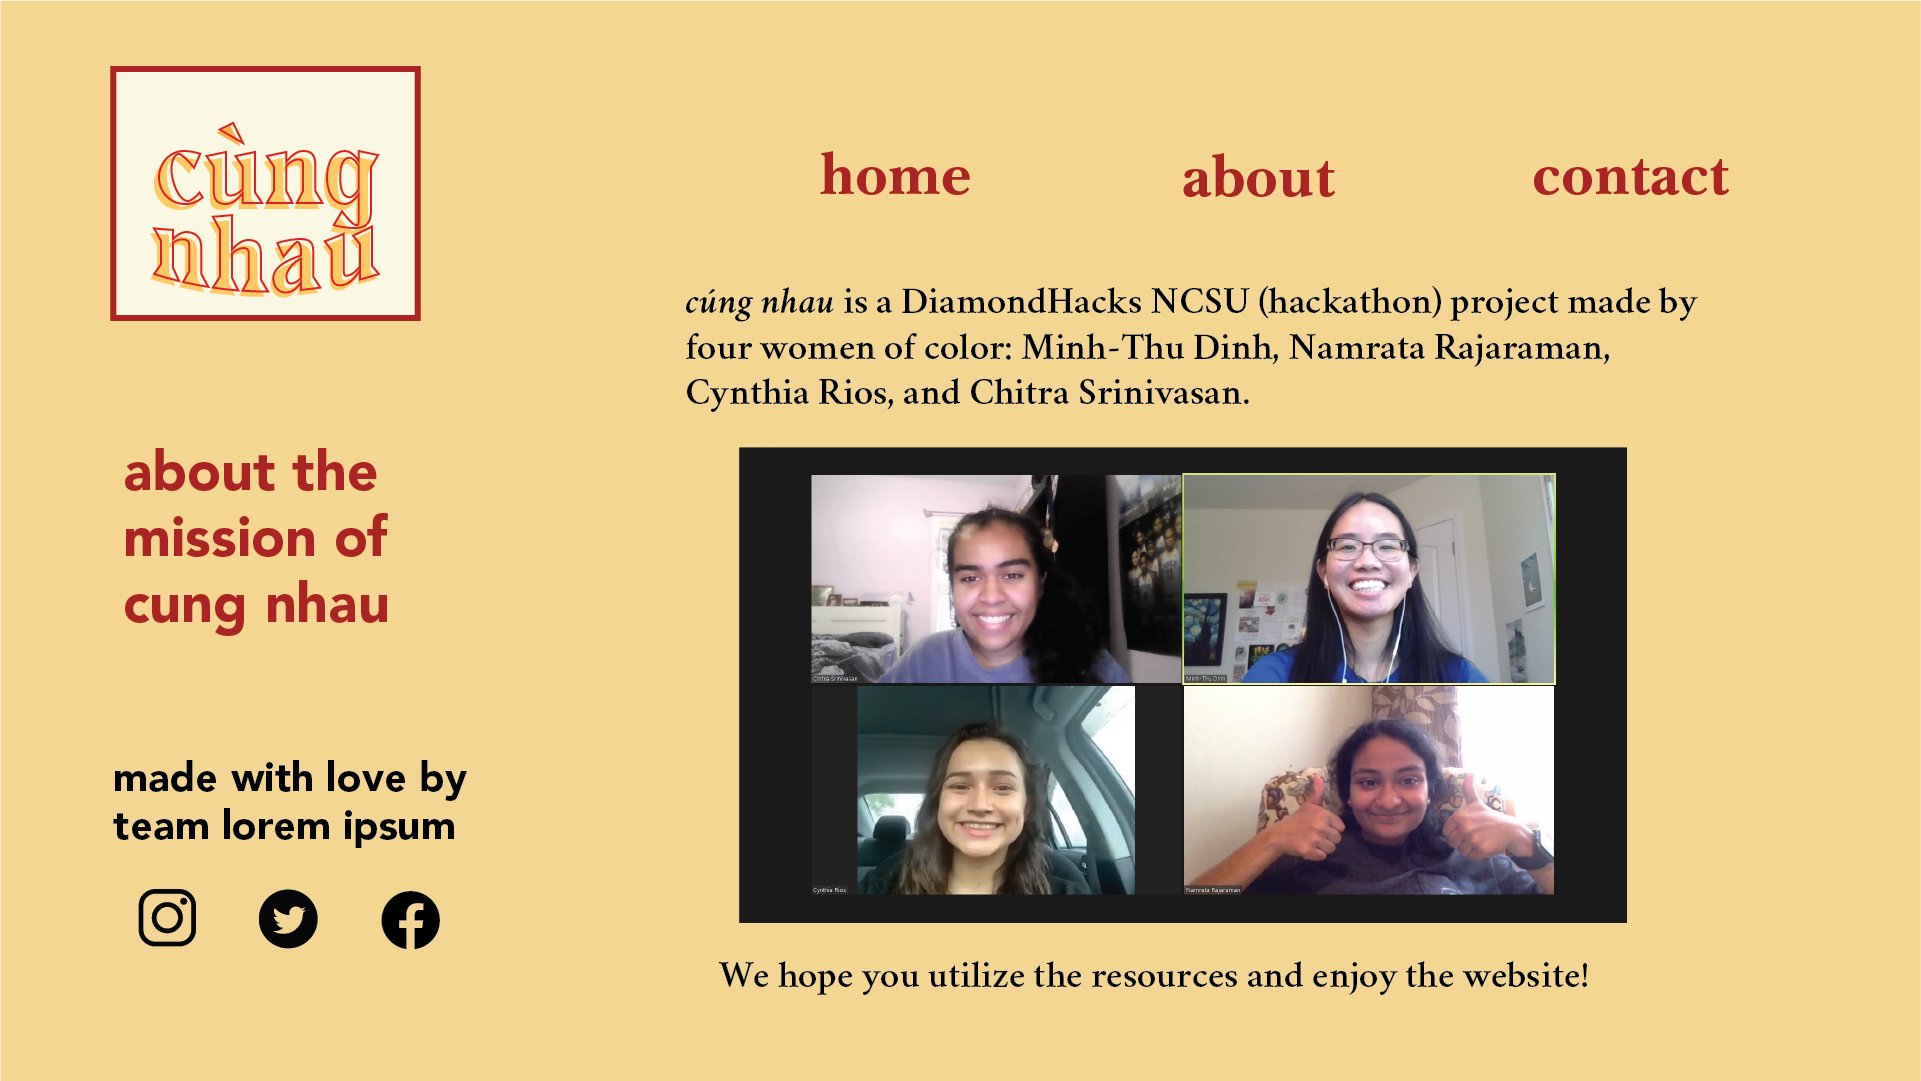 cùng
nhau
home about contact
cúng nhau is a DiamondHacks NCSU (hackathon) project made by
four women of color: Minh-Thu Dinh, Namrata Rajaraman,
Cynthia Rios, and Chitra Srinivasan.
about the
mission of
cung nhau
Chitra Srinivasan
Minh-Thu Dinh
Cynthia Rios
Namrata Rajaraman
made with love by
team lorem ipsum
We hope you utilize the resources and enjoy the website!